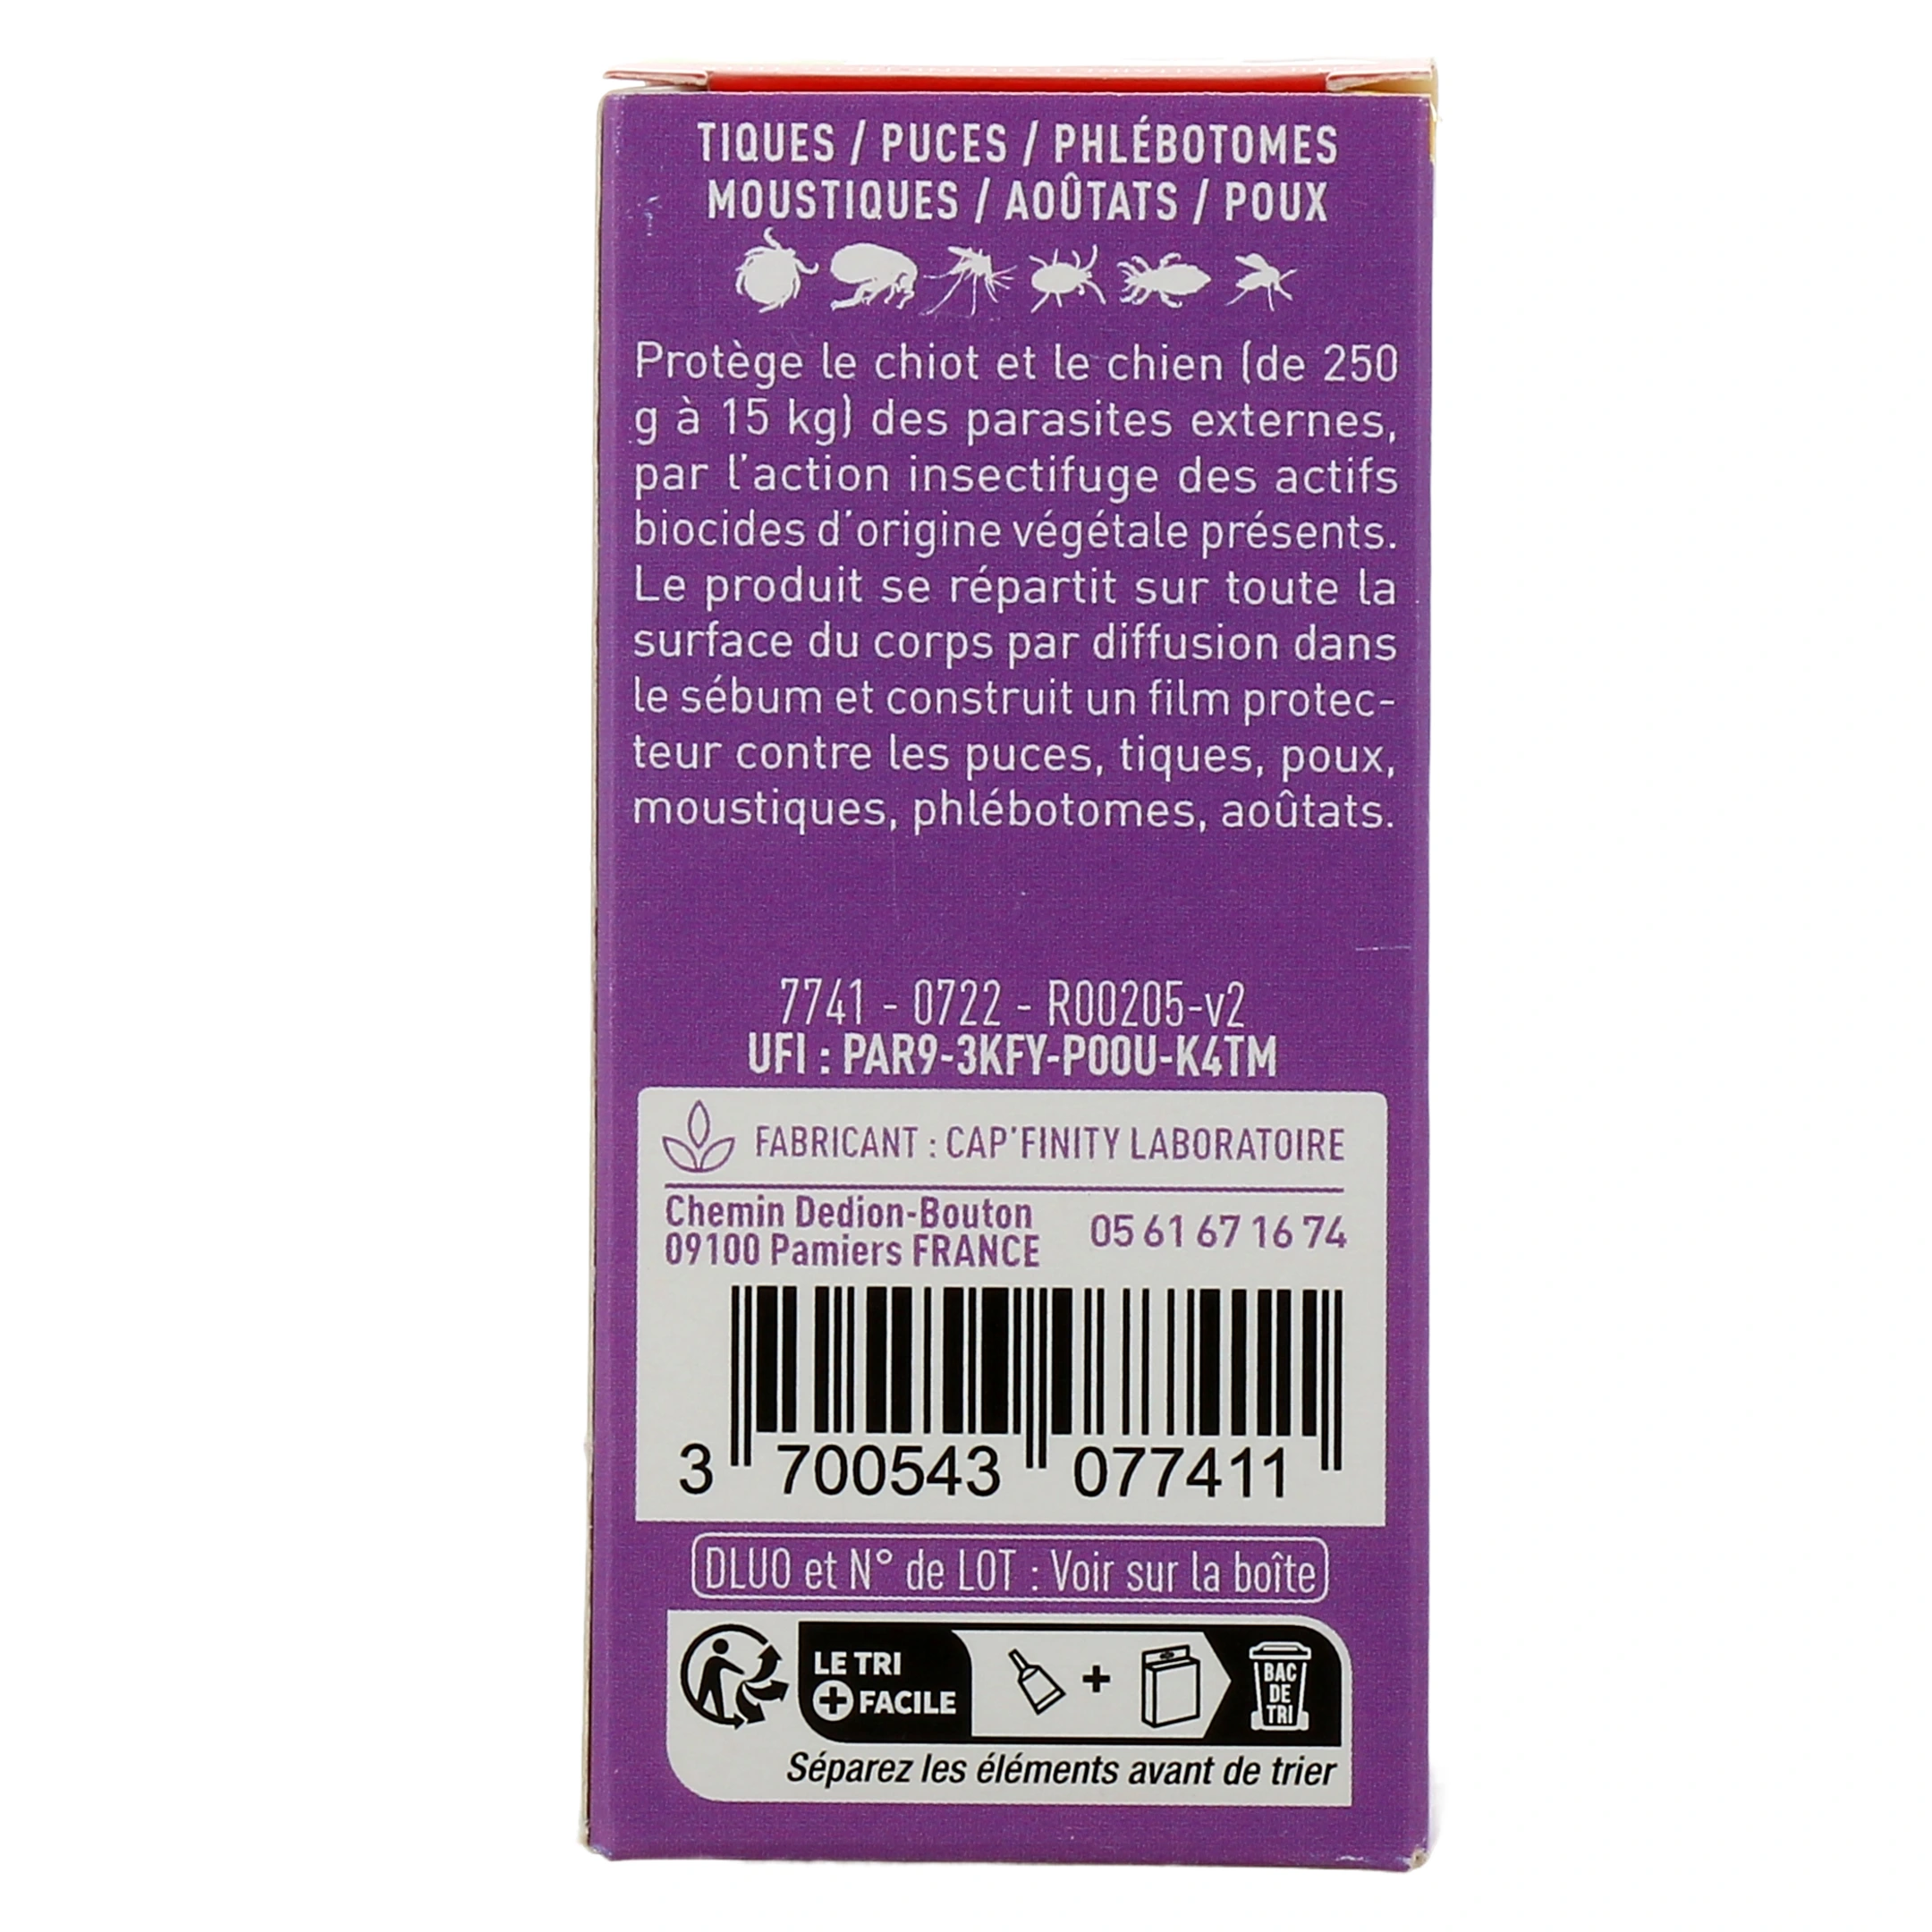 TIQUES / PUCES / PHLÉBOTOMES
MOUSTIQUES / AOÛTATS / POUX
Protège le chiot et le chien (de 250
g à 15 kg) des parasites externes,
par l'action insectifuge des actifs
biocides d'origine végétale présents.
Le produit se répartit sur toute la
surface du corps par diffusion dans
le sébum et construit un film protec-
teur contre les puces, tiques, poux,
moustiques, phlébotomes, aoûtats.
7741 - 0722 - R00205-v2
UFI : PAR9-3KFY-P00U-K4TM
FABRICANT : CAP'FINITY LABORATOIRE
Chemin Dedion-Bouton
09100 Pamiers FRANCE
05 61 67 16 74
3 700543 077411
DLUO et N° de LOT : Voir sur la boîte
LE TRI
+ FACILE
+
BAC
DE
TRI
Séparez les éléments avant de trier